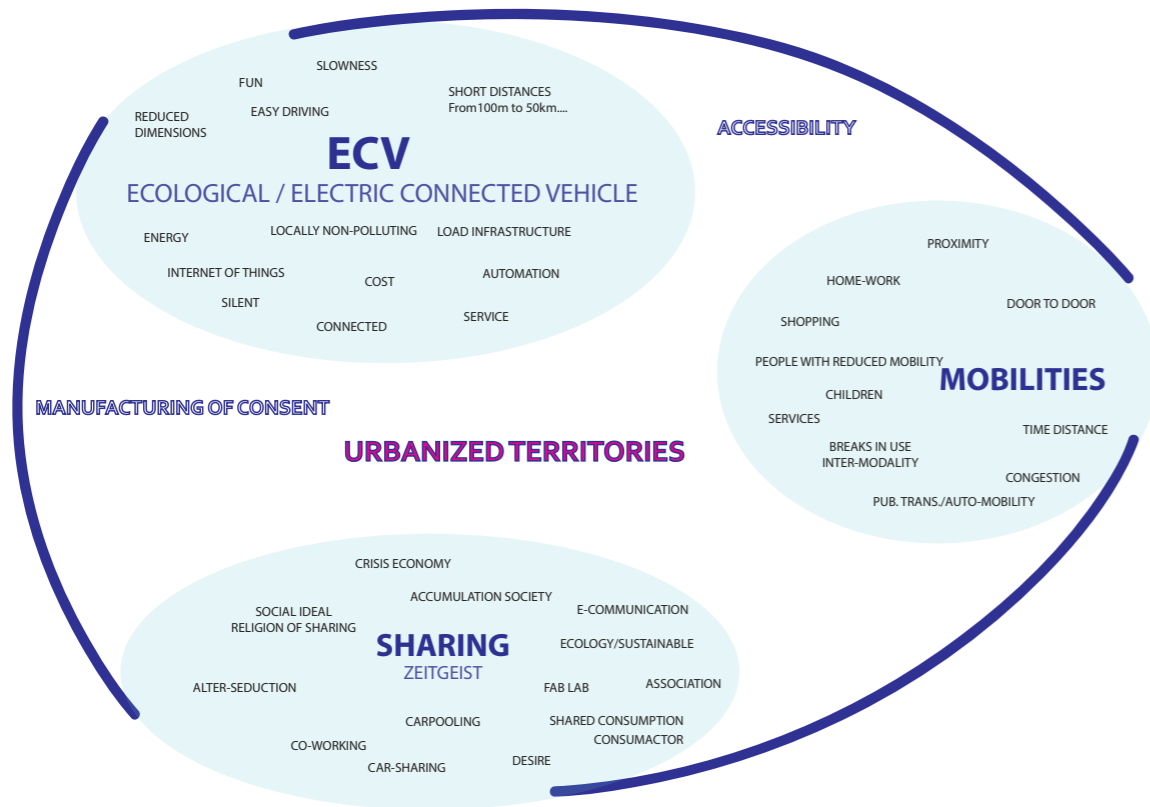 SLOWNESS
FUN
SHORT DISTANCES
From100m to 50km....
EASY DRIVING
REDUCED
DIMENSIONS
ECV
ECOLOGICAL / ELECTRIC CONNECTED VEHICLE
ENERGY
LOCALLY NON-POLLUTING
LOAD INFRASTRUCTURE
INTERNET OF THINGS
COST
AUTOMATION
SILENT
CONNECTED
SERVICE
ACCESSIBILITY
PROXIMITY
HOME-WORK
DOOR TO DOOR
SHOPPING
PEOPLE WITH REDUCED MOBILITY
MOBILITIES
CHILDREN
SERVICES
TIME DISTANCE
BREAKS IN USE
INTER-MODALITY
CONGESTION
PUB. TRANS./AUTO-MOBILITY
MANUFACTURING OF CONSENT
URBANIZED TERRITORIES
CRISIS ECONOMY
ACCUMULATION SOCIETY
SOCIAL IDEAL
RELIGION OF SHARING
E-COMMUNICATION
SHARING
ZEITGEIST
ECOLOGY/SUSTAINABLE
ALTER-SEDUCTION
FAB LAB
ASSOCIATION
CARPOOLING
SHARED CONSUMPTION
CONSUMACTOR
CO-WORKING
CAR-SHARING
DESIRE